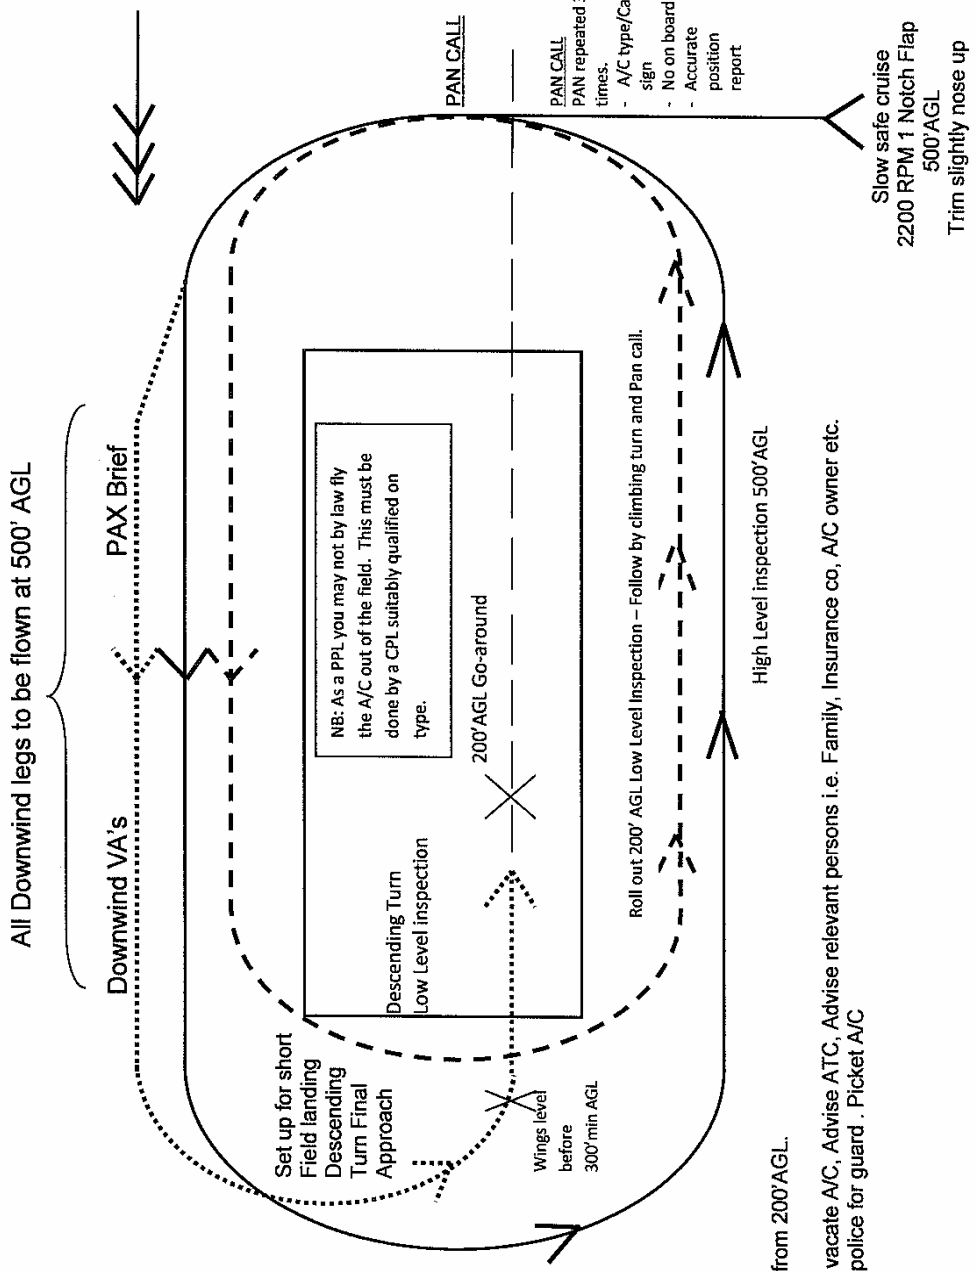 All Downwind legs to be flown at 500' AGL
Downwind VA's
PAX Brief
PAN CALL
PAN CALL
PAN repeated
times.
- A/C type/Ca
sign
- No on board
- Accurate
position
report
NB: As a PPL you may not by law fly
the A/C out of the field. This must be
done by a CPL suitably qualified on
type.
200'AGL Go-around
Descending Turn
Low Level inspection
Set up for short
Field landing
Descending
Turn Final
Approach
Wings level
before
300'min AGL
Roll out 200' AGL Low Level Inspection – Follow by climbing turn and Pan call.
High Level inspection 500'AGL
Slow safe cruise
2200 RPM 1 Notch Flap
500'AGL
Trim slightly nose up
from 200'AGL.
vacate A/C, Advise ATC, Advise relevant persons i.e. Family, Insurance co, A/C owner etc.
police for guard . Picket A/C